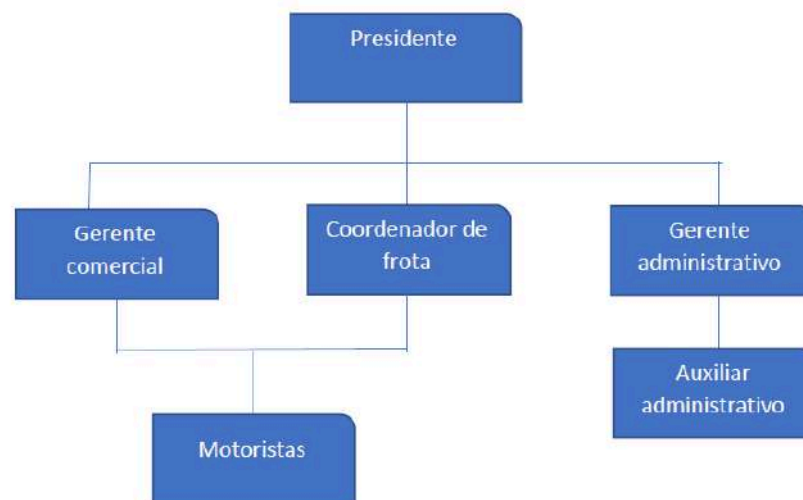 Presidente
Gerente
comercial
Coordenador de
frota
Gerente
administrativo
Auxiliar
administrativo
Motoristas